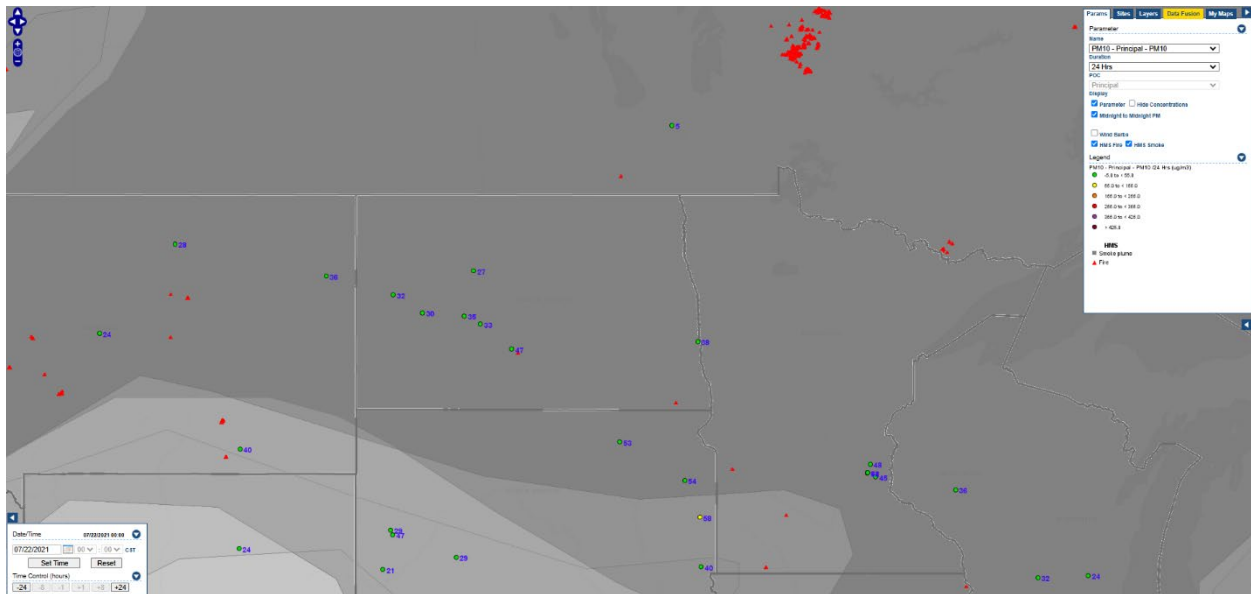 Params Sites Layers Data Fusion My Maps
Parameter
Name
PM10 - Principal - PM10
Duration
24 Hrs
POC
Principal
Display
Parameter Hide Concentrations
Midnight to Midnight PM
Wind Barbs
HMS Fire HMS Smoke
Legend
PM10 - Principal - PM10 /24 Hrs (ug/m3)
HMS
Smoke plume
Fire
5
28
36
27
32
30
35
33
47
24
40
53
54
48
45
36
29
47
24
29
21
40
32
24
Date/Time 07/22/2021 00:00
07/22/2021 00 : 00 CST
Set Time Reset
Time Control (hours)
-24 +1 +24